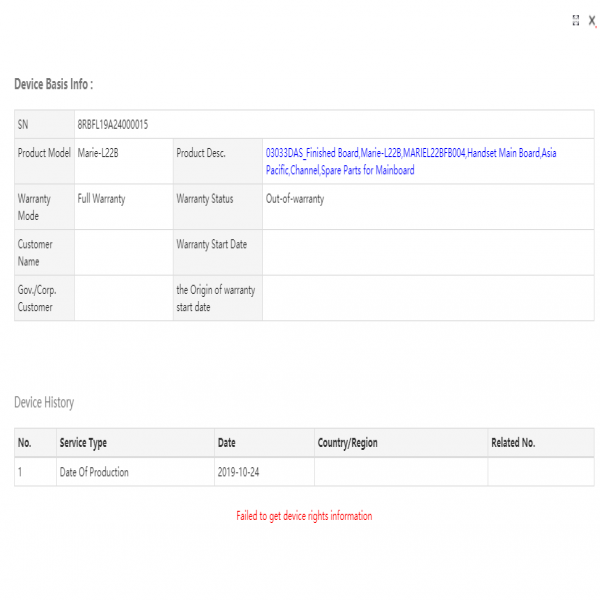 Device Basis Info :
SN 8RBFL19A24000015
Product Model Marie-L22B Product Desc. 03033DAS_Finished Board,Marie-L22B,MARIEL22BFB004,Handset Main Board,Asia
Pacific,Channel,Spare Parts for Mainboard
Warranty Full Warranty Warranty Status Out-of-warranty
Mode
Customer Warranty Start Date
Name
Gov./Corp. the Origin of warranty
Customer start date
Device History
No. Service Type Date Country/Region Related No.
1 Date Of Production 2019-10-24
Failed to get device rights information